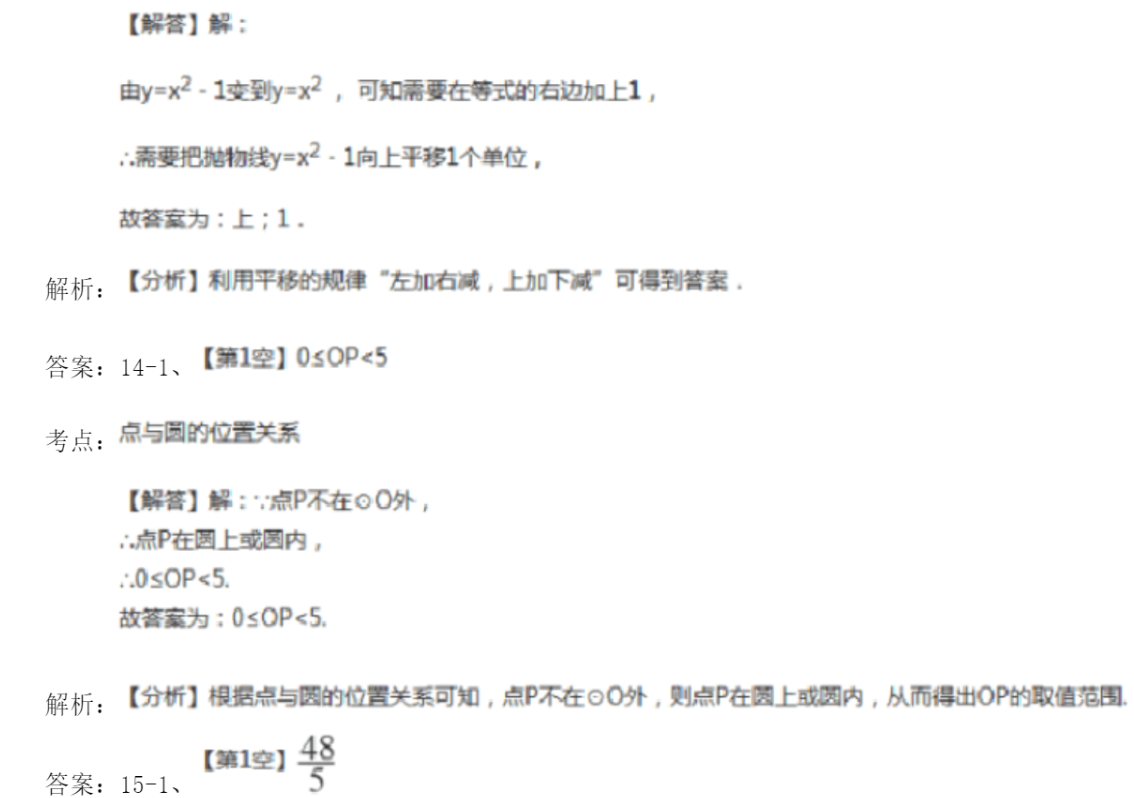 【解答】解：
由y=x²-1变到y=x²，可知需要在等式的右边加上1，
∴需要把抛物线y=x²-1向上平移1个单位，
故答案为：上；1．
解析：【分析】利用平移的规律“左加右减，上加下减”可得到答案．
答案：14-1、【第1空】0≤OP<5
考点：点与圆的位置关系
【解答】解：∵点P不在⊙O外，
∴点P在圆上或圆内，
∴0≤OP<5.
故答案为：0≤OP<5.
解析：【分析】根据点与圆的位置关系可知，点P不在⊙O外，则点P在圆上或圆内，从而得出OP的取值范围.
答案：15-1、【第1空】48/5